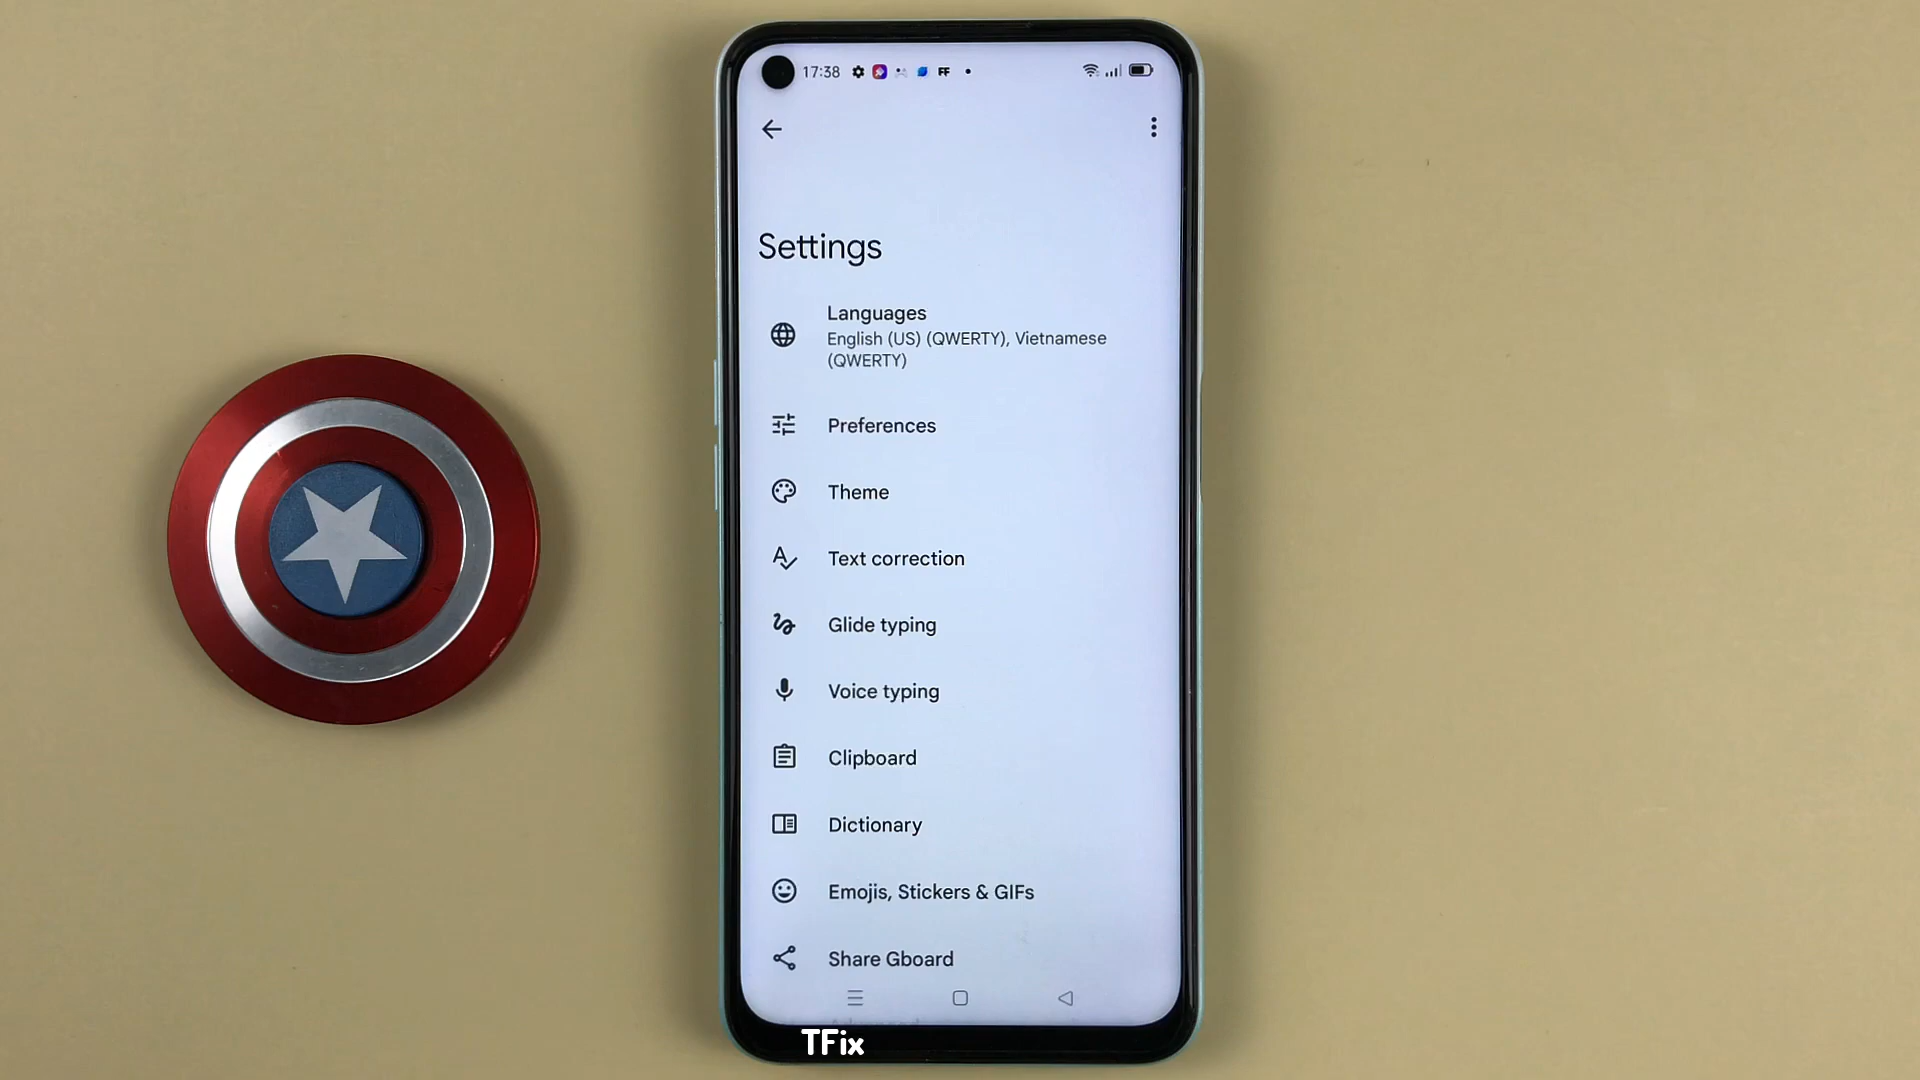 17:38
Settings
Languages
English (US) (QWERTY), Vietnamese
(QWERTY)
Preferences
Theme
Text correction
Glide typing
Voice typing
Clipboard
Dictionary
Emojis, Stickers & GIFs
Share Gboard
TFix